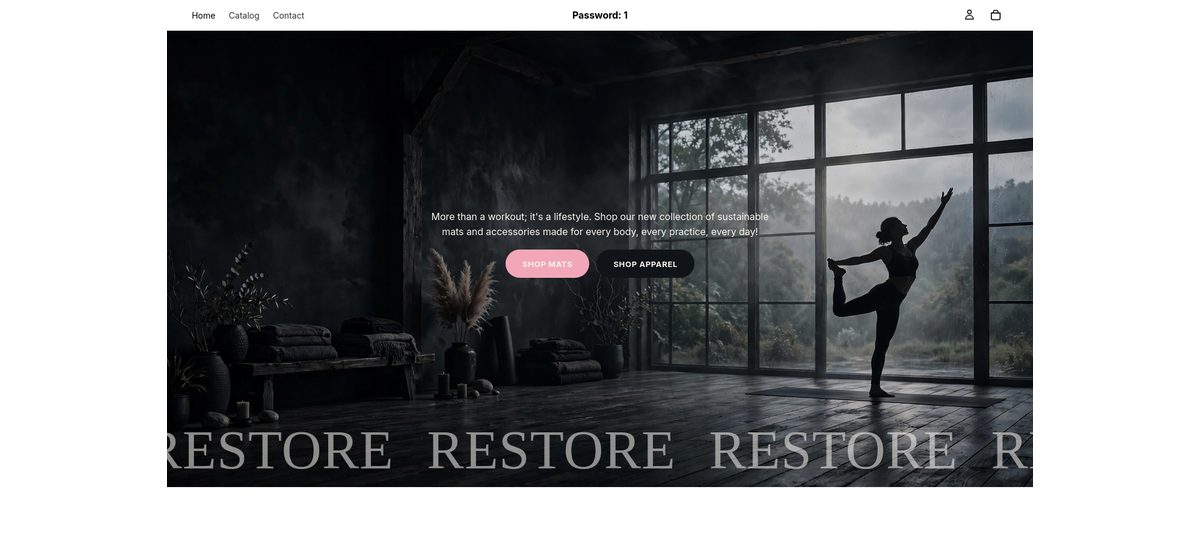 Home Catalog Contact Password: 1
More than a workout; it's a lifestyle. Shop our new collection of sustainable
mats and accessories made for every body, every practice, every day!
SHOP MATS SHOP APPAREL
RESTORE RESTORE RESTORE R